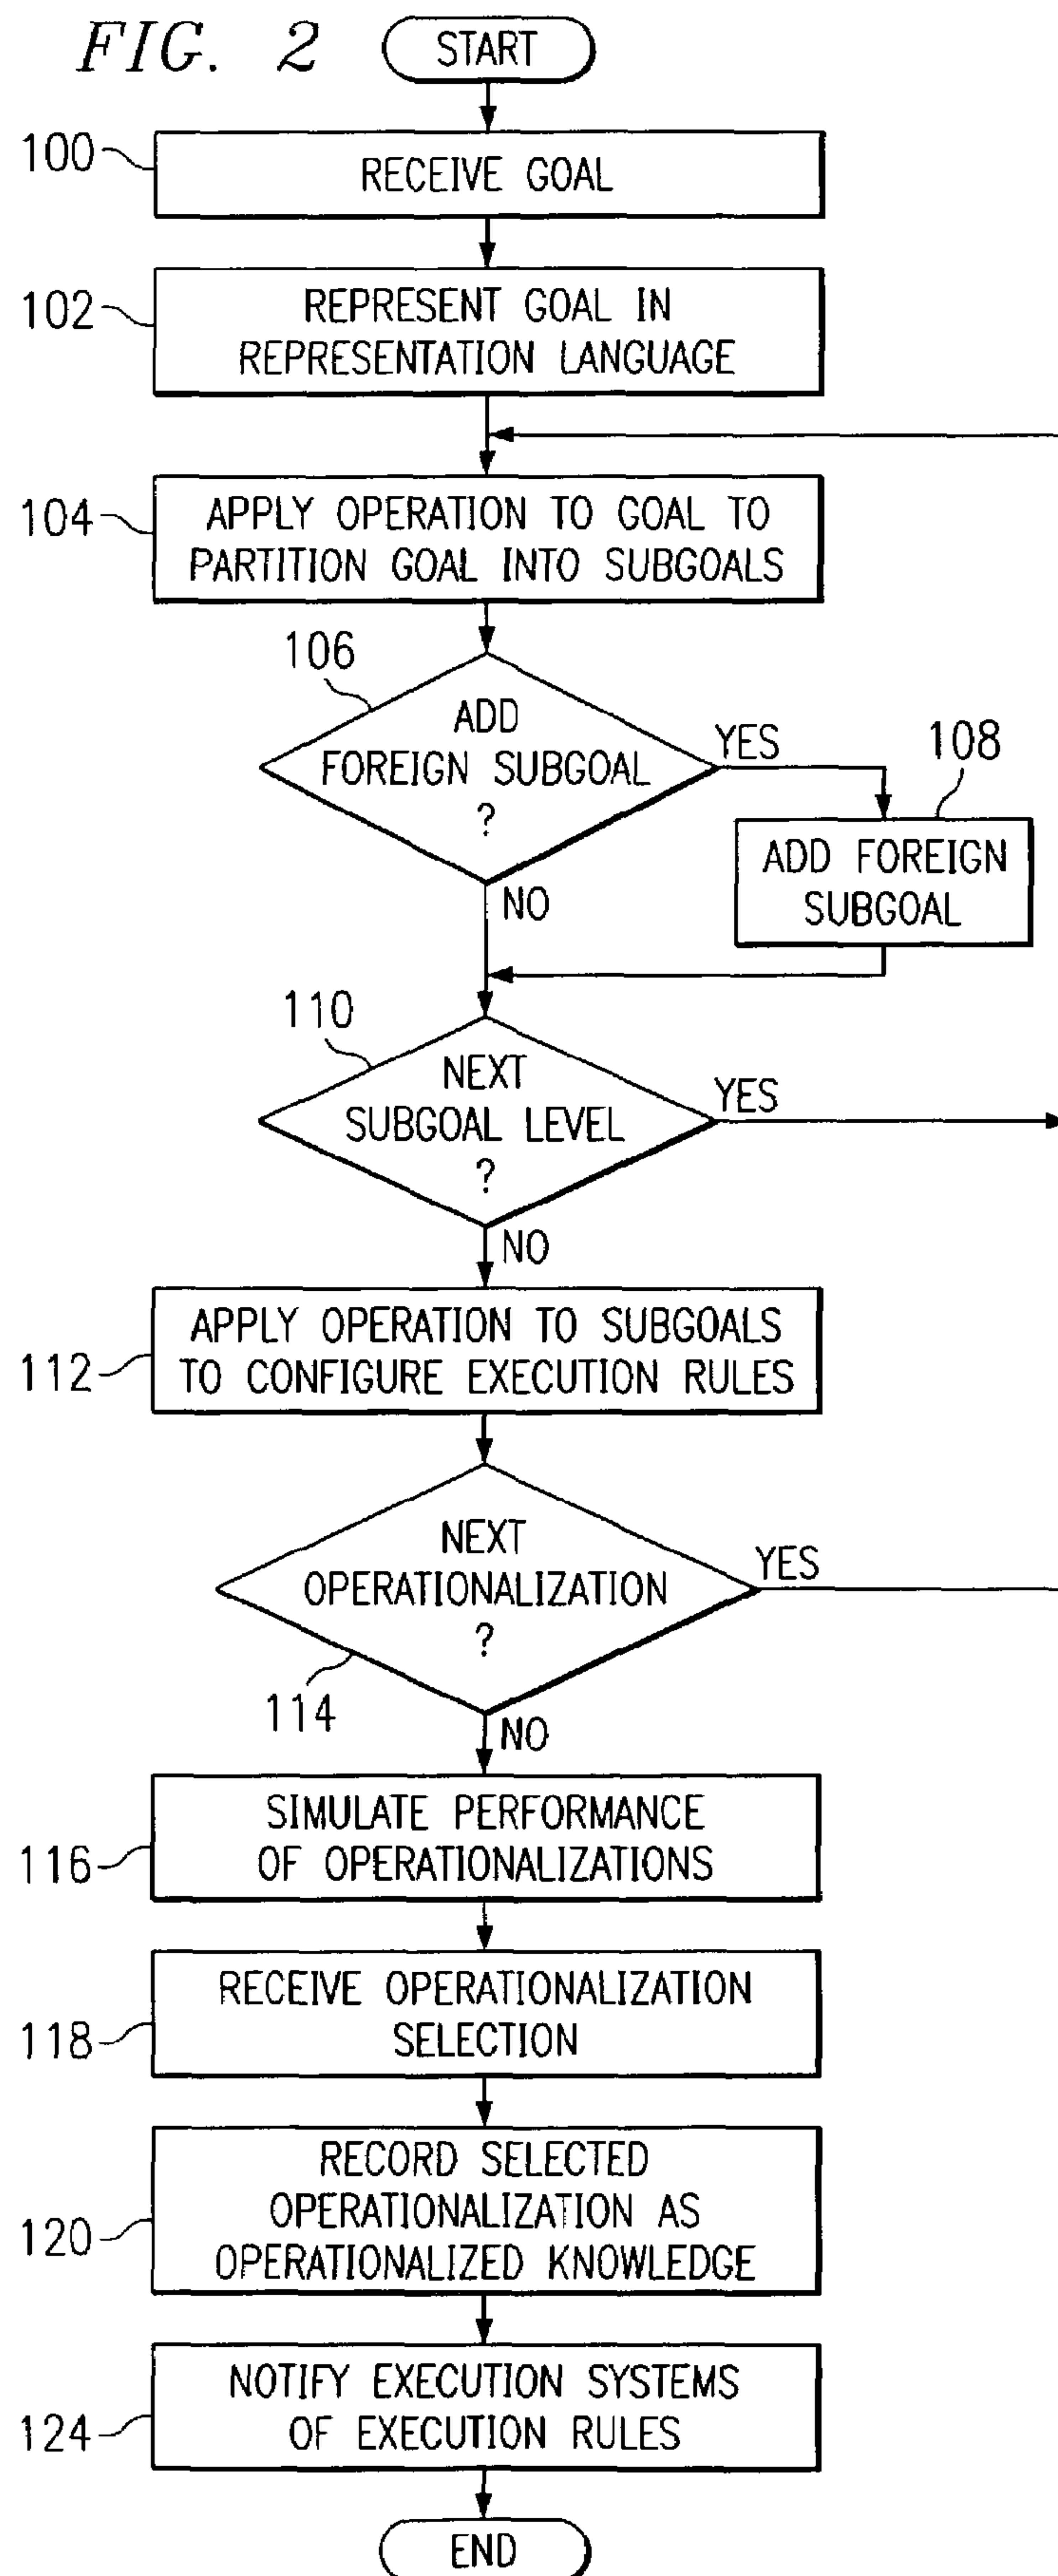 FIG. 2
START
100
RECEIVE GOAL
102
REPRESENT GOAL IN
REPRESENTATION LANGUAGE
104
APPLY OPERATION TO GOAL TO
PARTITION GOAL INTO SUBGOALS
106
ADD
FOREIGN SUBGOAL
?
YES
NO
108
ADD FOREIGN
SUBGOAL
110
NEXT
SUBGOAL LEVEL
?
YES
NO
112
APPLY OPERATION TO SUBGOALS
TO CONFIGURE EXECUTION RULES
NEXT
OPERATIONALIZATION
?
YES
114
NO
116
SIMULATE PERFORMANCE
OF OPERATIONALIZATIONS
118
RECEIVE OPERATIONALIZATION
SELECTION
120
RECORD SELECTED
OPERATIONALIZATION AS
OPERATIONALIZED KNOWLEDGE
124
NOTIFY EXECUTION SYSTEMS
OF EXECUTION RULES
END